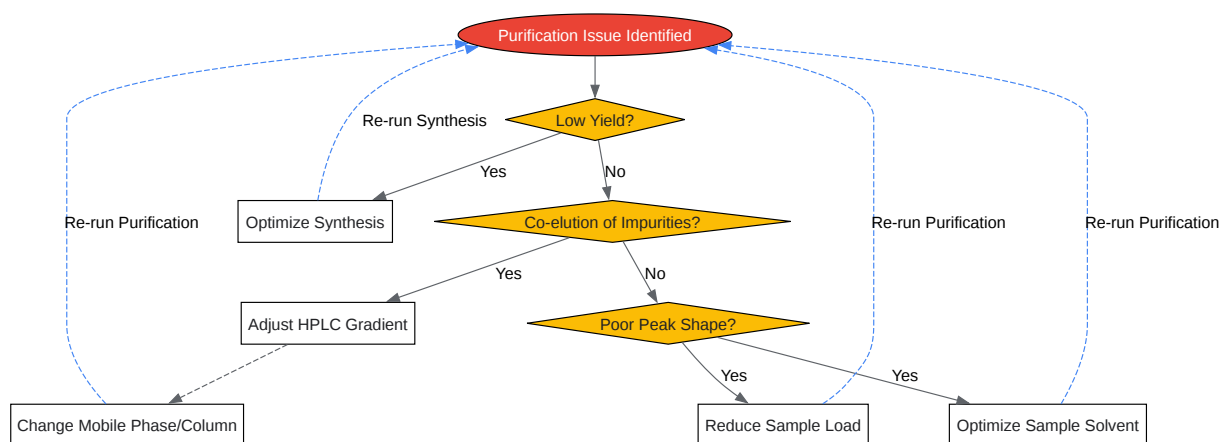 Purification Issue Identified
Low Yield?
Re-run Synthesis
Yes
No
Optimize Synthesis
Co-elution of Impurities?
Re-run Purification
Re-run Purification
Re-run Purification
Yes
No
Adjust HPLC Gradient
Poor Peak Shape?
Yes
Yes
Change Mobile Phase/Column
Reduce Sample Load
Optimize Sample Solvent